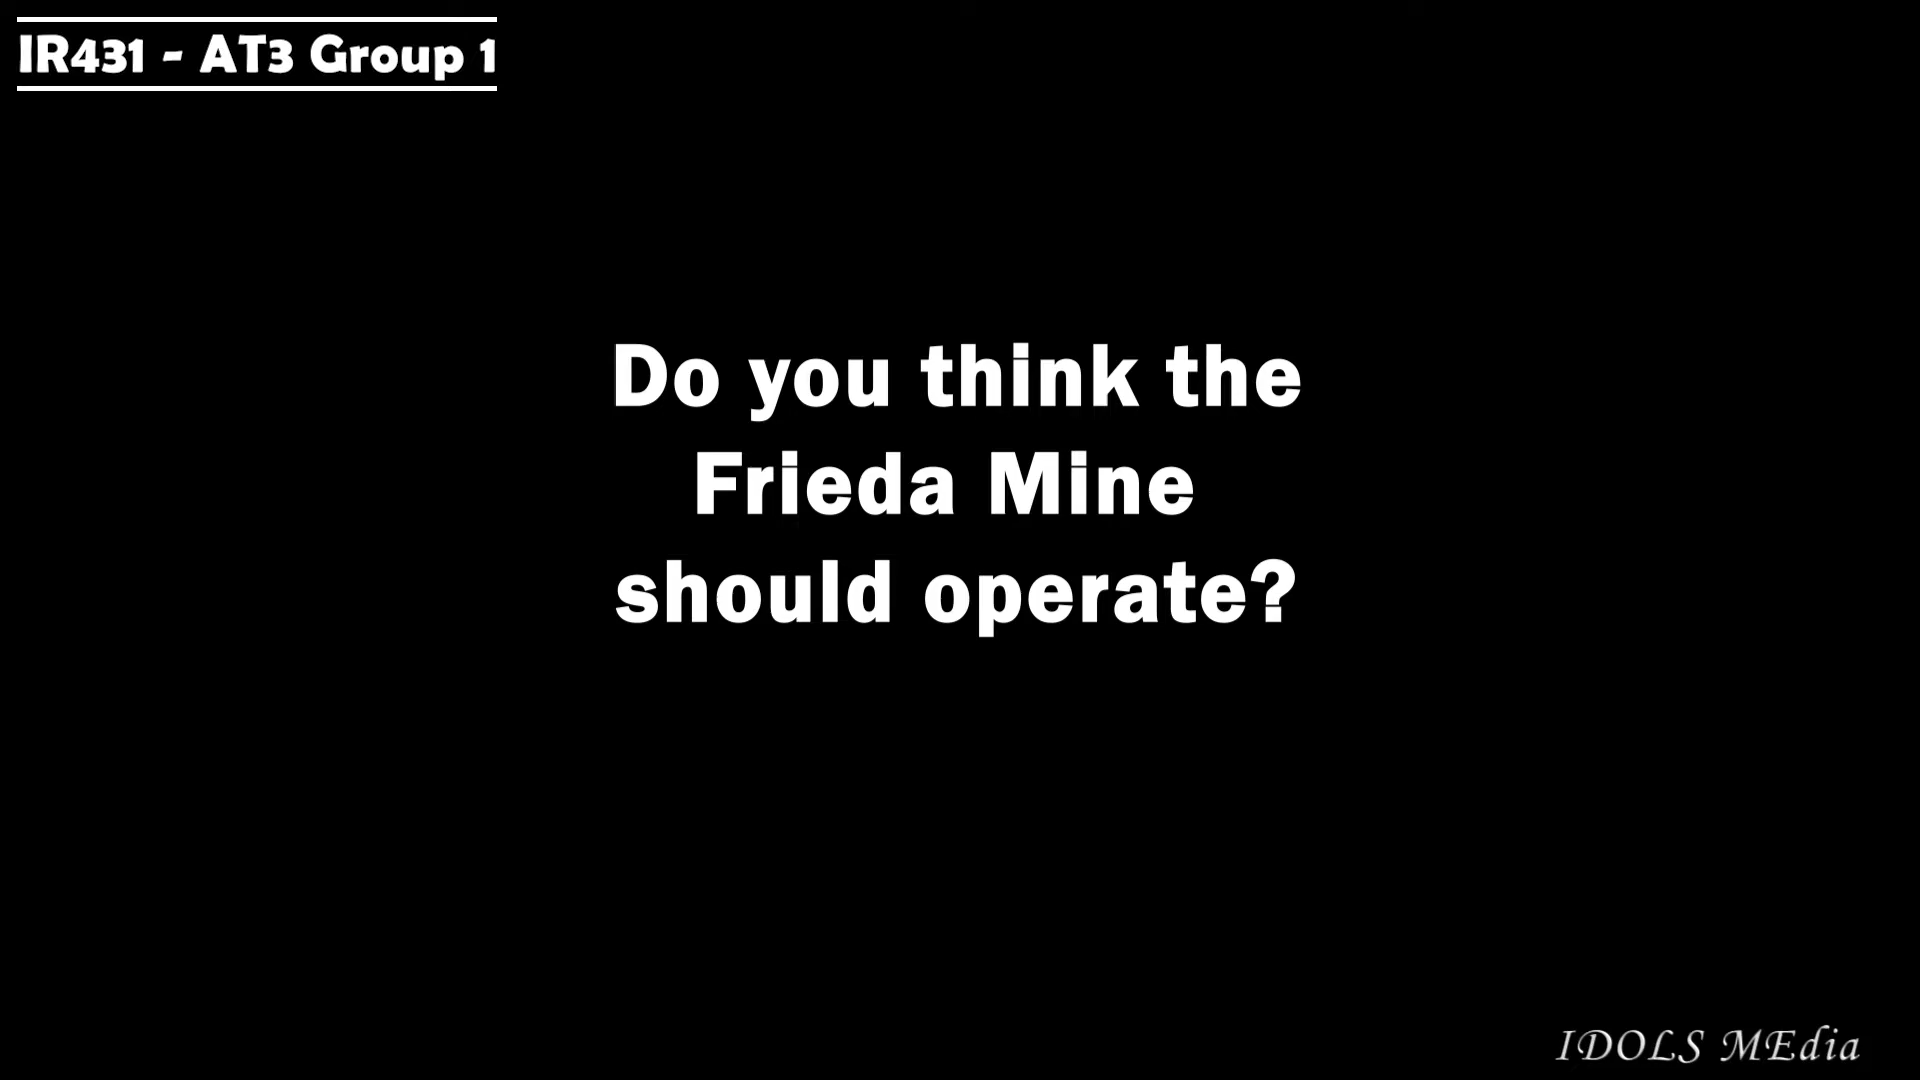 IR431 - AT3 Group 1
Do you think the
Frieda Mine
should operate?
IDOLS MEdia